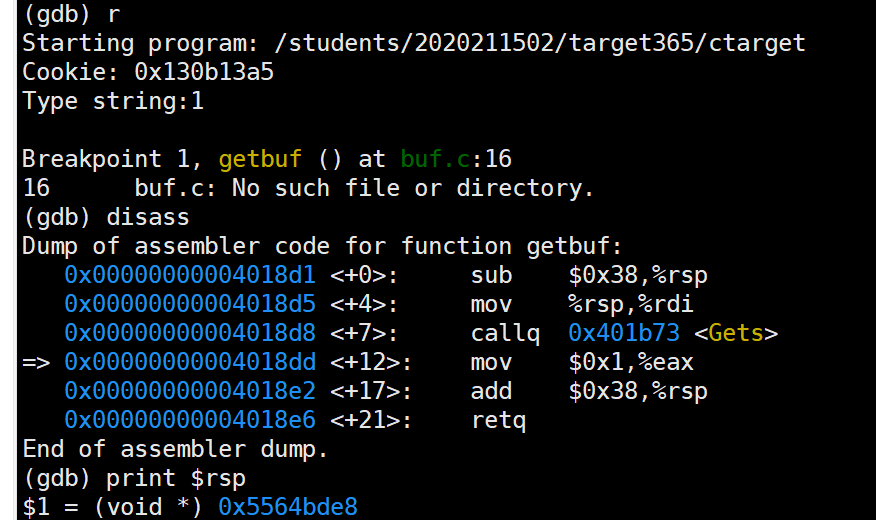 (gdb) r
Starting program: /students/2020211502/target365/ctarget
Cookie: 0x130b13a5
Type string:1
Breakpoint 1, getbuf () at buf.c:16
16      buf.c: No such file or directory.
(gdb) disass
Dump of assembler code for function getbuf:
   0x00000000004018d1 <+0>:     sub    $0x38,%rsp
   0x00000000004018d5 <+4>:     mov    %rsp,%rdi
   0x00000000004018d8 <+7>:     callq  0x401b73 <Gets>
=> 0x00000000004018dd <+12>:    mov    $0x1,%eax
   0x00000000004018e2 <+17>:    add    $0x38,%rsp
   0x00000000004018e6 <+21>:    retq
End of assembler dump.
(gdb) print $rsp
$1 = (void *) 0x5564bde8